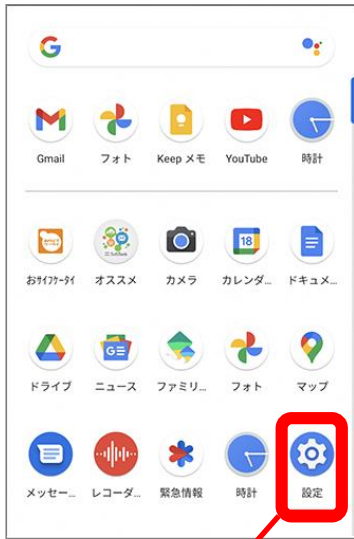 G
Gmail フォト Keep メモ YouTube 時計
18
おサイフケータイ オススメ カメラ カレンダ... ドキュメ...
GE
ドライブ ニュース ファミリ... フォト マップ
メッセー... レコーダ... 緊急情報 時計 設定